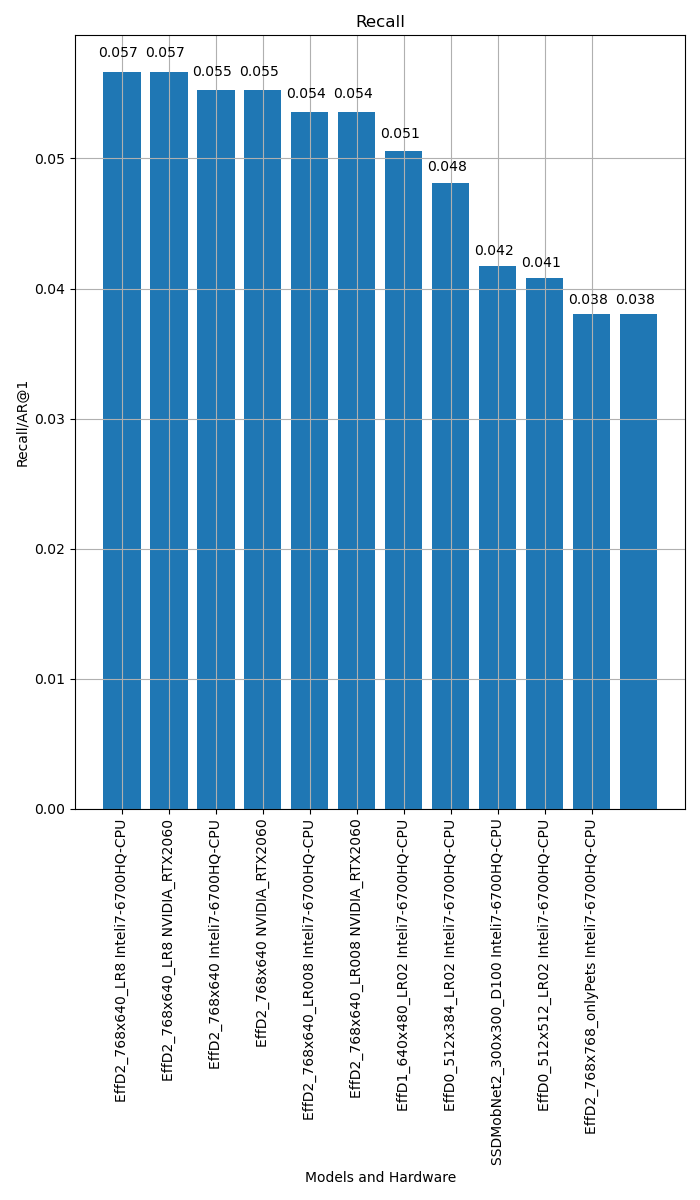 Recall
0.057
0.057
0.055
0.055
0.054
0.054
0.051
0.048
0.042
0.041
0.038
0.038
0.05
0.04
0.03
0.02
0.01
0.00
Recall/AR@1
EffD2_768x640_LR8 Inteli7-6700HQ-CPU
EffD2_768x640_LR8 NVIDIA_RTX2060
EffD2_768x640 Inteli7-6700HQ-CPU
EffD2_768x640 NVIDIA_RTX2060
EffD2_768x640_LR008 Inteli7-6700HQ-CPU
EffD2_768x640_LR008 NVIDIA_RTX2060
EffD1_640x480_LR02 Inteli7-6700HQ-CPU
EffD0_512x384_LR02 Inteli7-6700HQ-CPU
SSDMobNet2_300x300_D100 Inteli7-6700HQ-CPU
EffD0_512x512_LR02 Inteli7-6700HQ-CPU
EffD2_768x768_onlyPets Inteli7-6700HQ-CPU
Models and Hardware